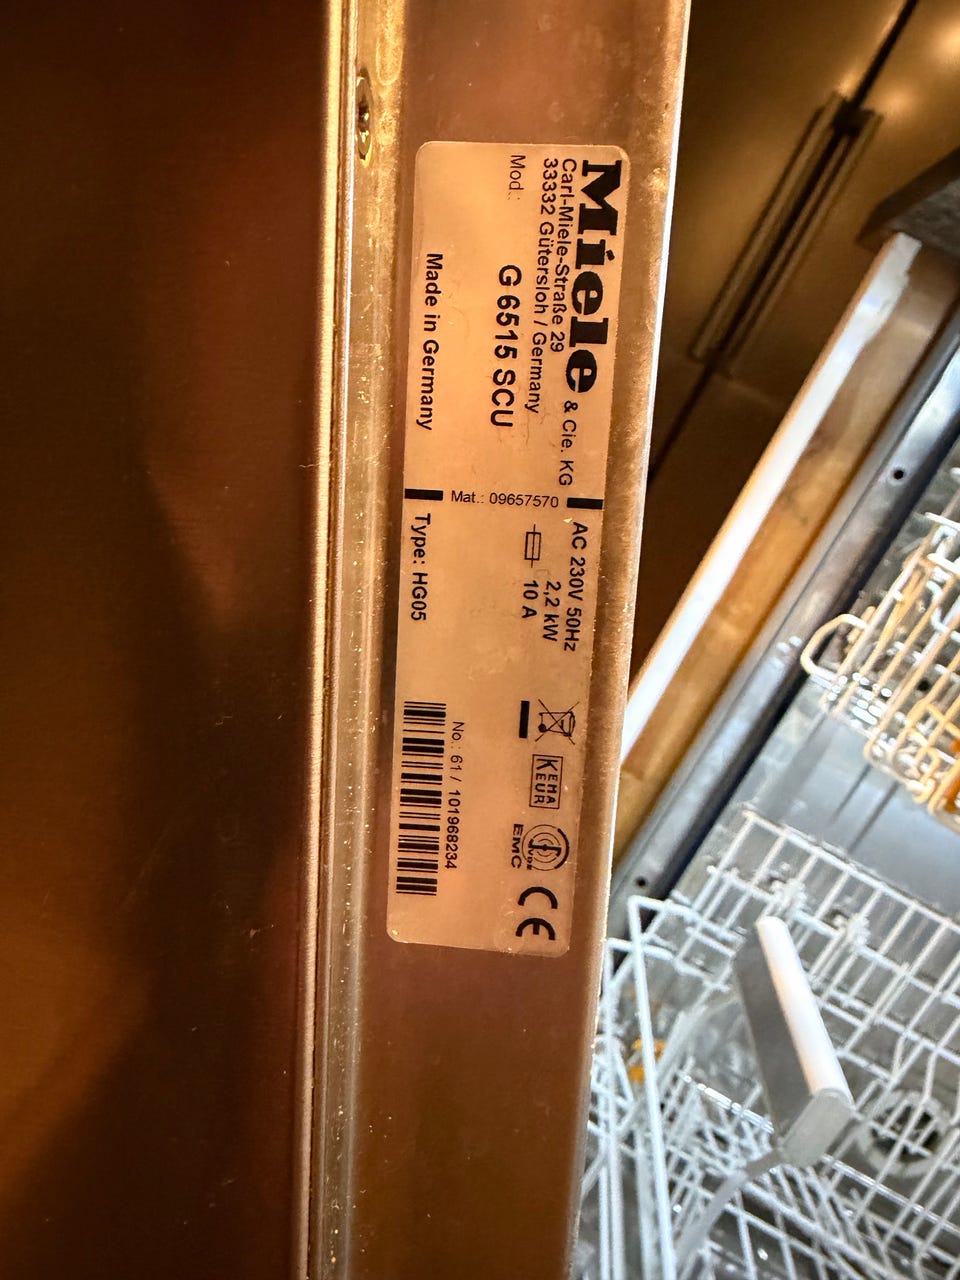 Miele & Cie. KG
Carl-Miele-Straße 29
33332 Gütersloh / Germany
Mod.: G 6515 SCU
Made in Germany
Mat.: 09657570
AC 230V 50Hz
2,2 kW
10 A
Type: HG05
No.: 61 / 101968234
KEMA
KEUR
VDE
EMC
CE